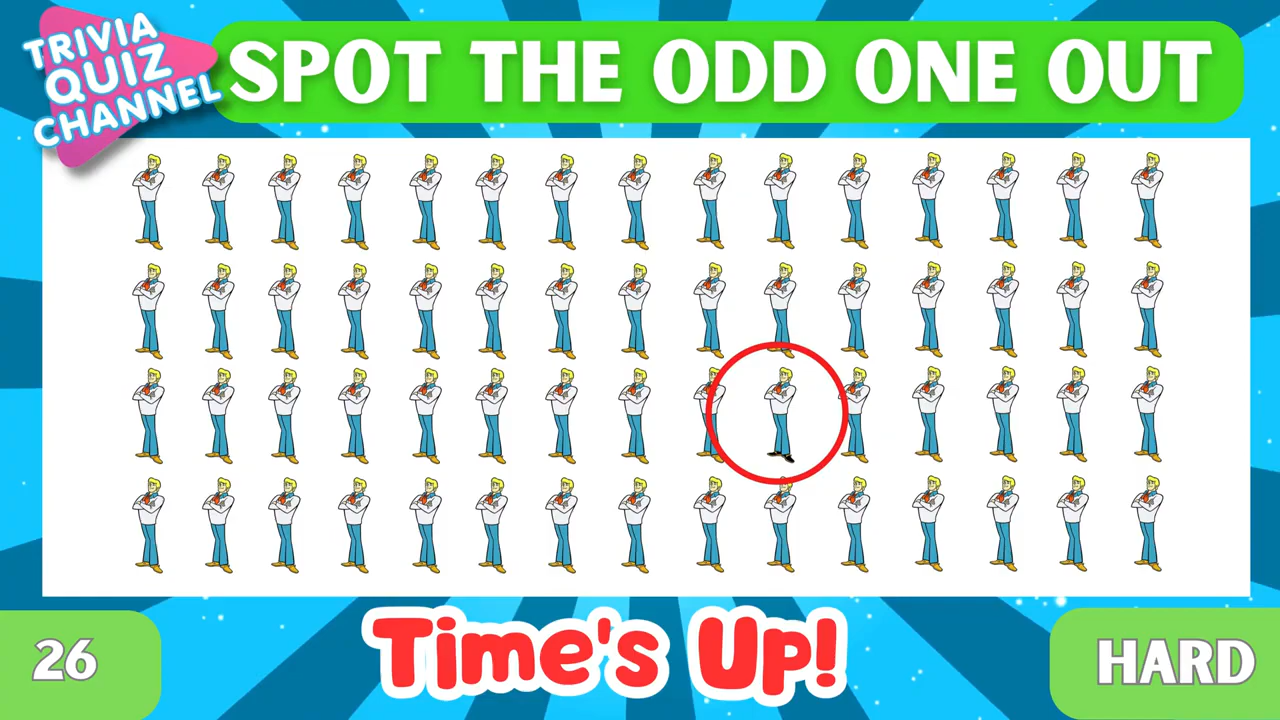 TRIVIA
QUIZ
CHANNEL
SPOT THE ODD ONE OUT
26
Time's Up!
HARD